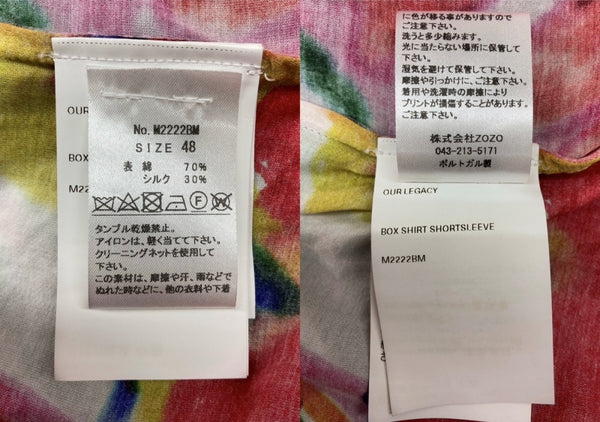 OUR
BOX
M2222
No. M2222BM
SIZE 48
表 綿 70%
シルク 30%
タンブル乾燥禁止。
アイロンは、軽く当てて下さい。
クリーニングネットを使用して
下さい。
この素材は、摩擦や汗、雨などで
ぬれた時などに、他の衣料や下着
に色が移る事がありますので
ご注意下さい。
洗うと多少縮みます。
光に当たらない場所に保管して
下さい。
湿気を避けて保管して下さい。
摩擦や引っかけに、ご注意下さい。
着用や洗濯時の摩擦により
プリントが損傷することがあります。
ご注意下さい。
株式会社ZOZO
043-213-5171
ポルトガル製
OUR LEGACY
BOX SHIRT SHORTSLEEVE
M2222BM